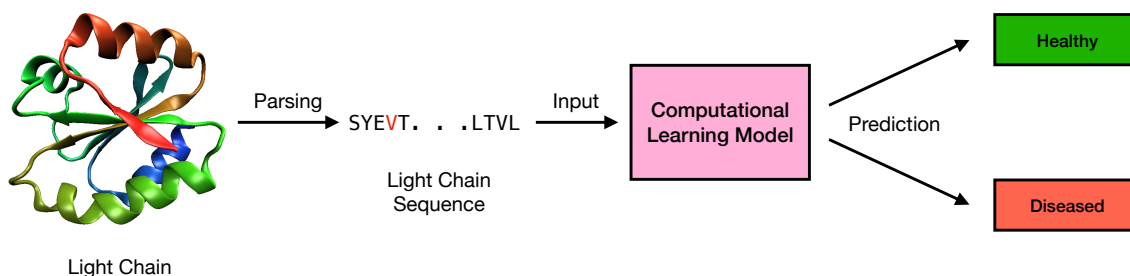 Light Chain
Parsing
SYEVT. . .LTVL
Light Chain
Sequence
Input
Computational
Learning Model
Prediction
Healthy
Diseased